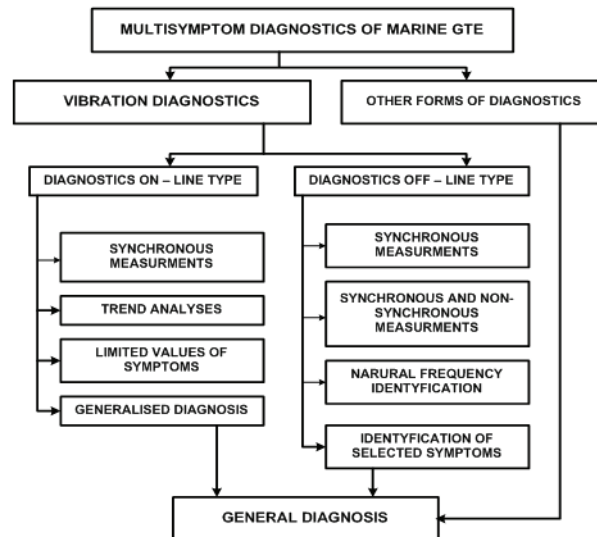 MULTISYMPTOM DIAGNOSTICS OF MARINE GTE
VIBRATION DIAGNOSTICS
OTHER FORMS OF DIAGNOSTICS
DIAGNOSTICS ON – LINE TYPE
DIAGNOSTICS OFF – LINE TYPE
SYNCHRONOUS
MEASURMENTS
TREND ANALYSES
LIMITED VALUES OF
SYMPTOMS
GENERALISED DIAGNOSIS
SYNCHRONOUS
MEASURMENTS
SYNCHRONOUS AND NON-
SYNCHRONOUS
MEASURMENTS
NARURAL FREQUENCY
IDENTYFICATION
IDENTYFICATION OF
SELECTED SYMPTOMS
GENERAL DIAGNOSIS